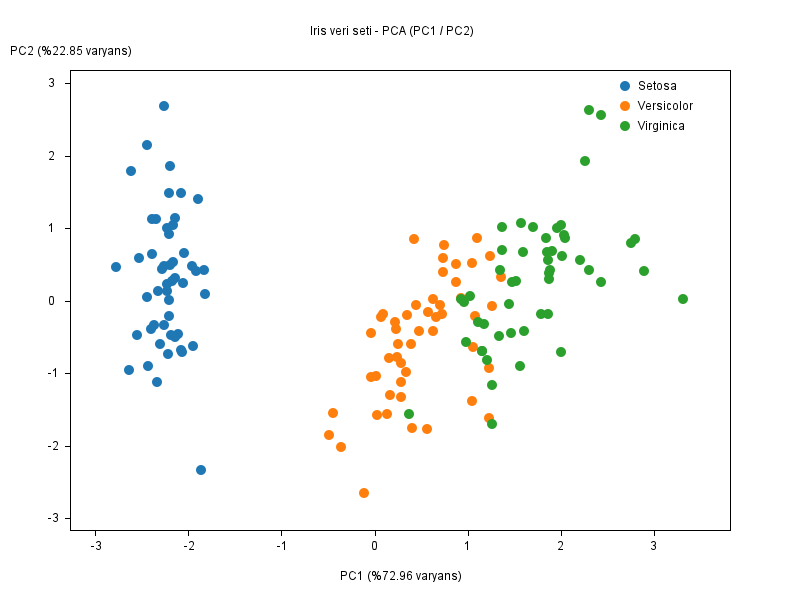 Iris veri seti - PCA (PC1 / PC2)
PC2 (%22.85 varyans)
Setosa
Versicolor
Virginica
3
2
1
0
-1
-2
-3
-3 -2 -1 0 1 2 3
PC1 (%72.96 varyans)